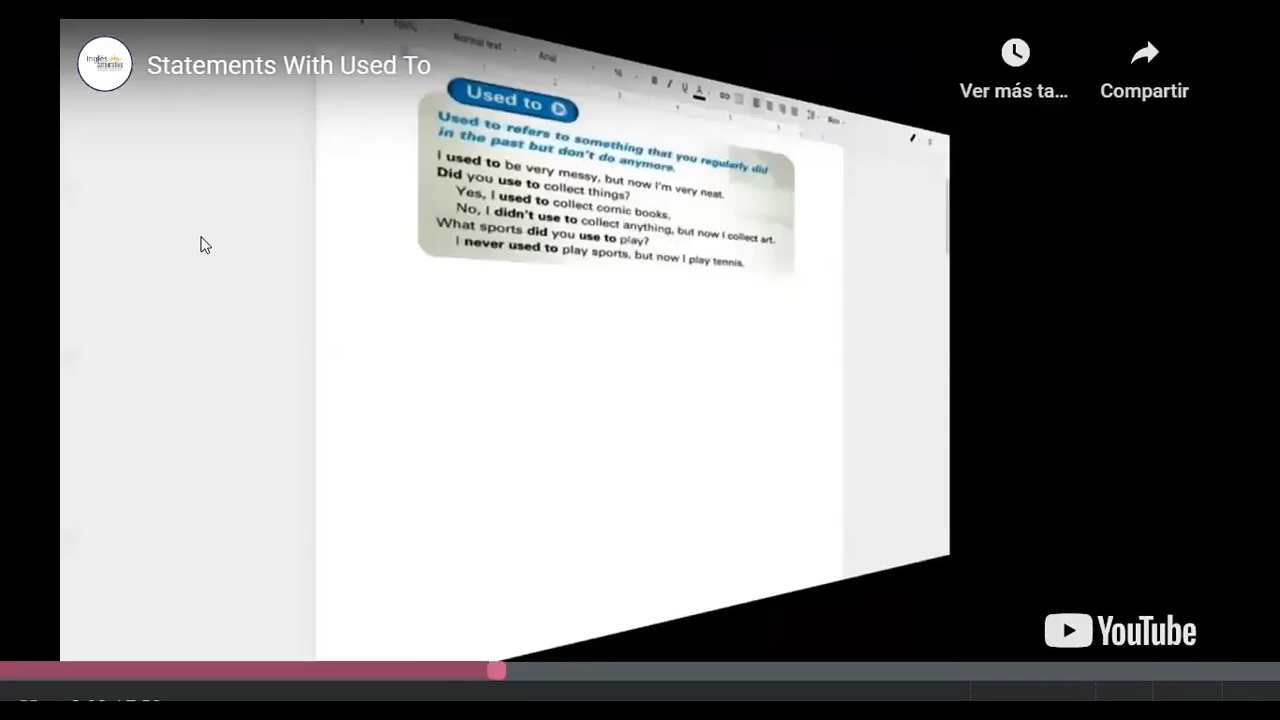 Statements With Used To
Ver más ta...
Compartir
Normal text
Arial
Used to
Used to refers to something that you regularly did
in the past but don't do anymore.
I used to be very messy, but now I'm very neat.
Did you use to collect things?
Yes, I used to collect comic books.
No, I didn't use to collect anything, but now I collect art.
What sports did you use to play?
I never used to play sports, but now I play tennis.
YouTube